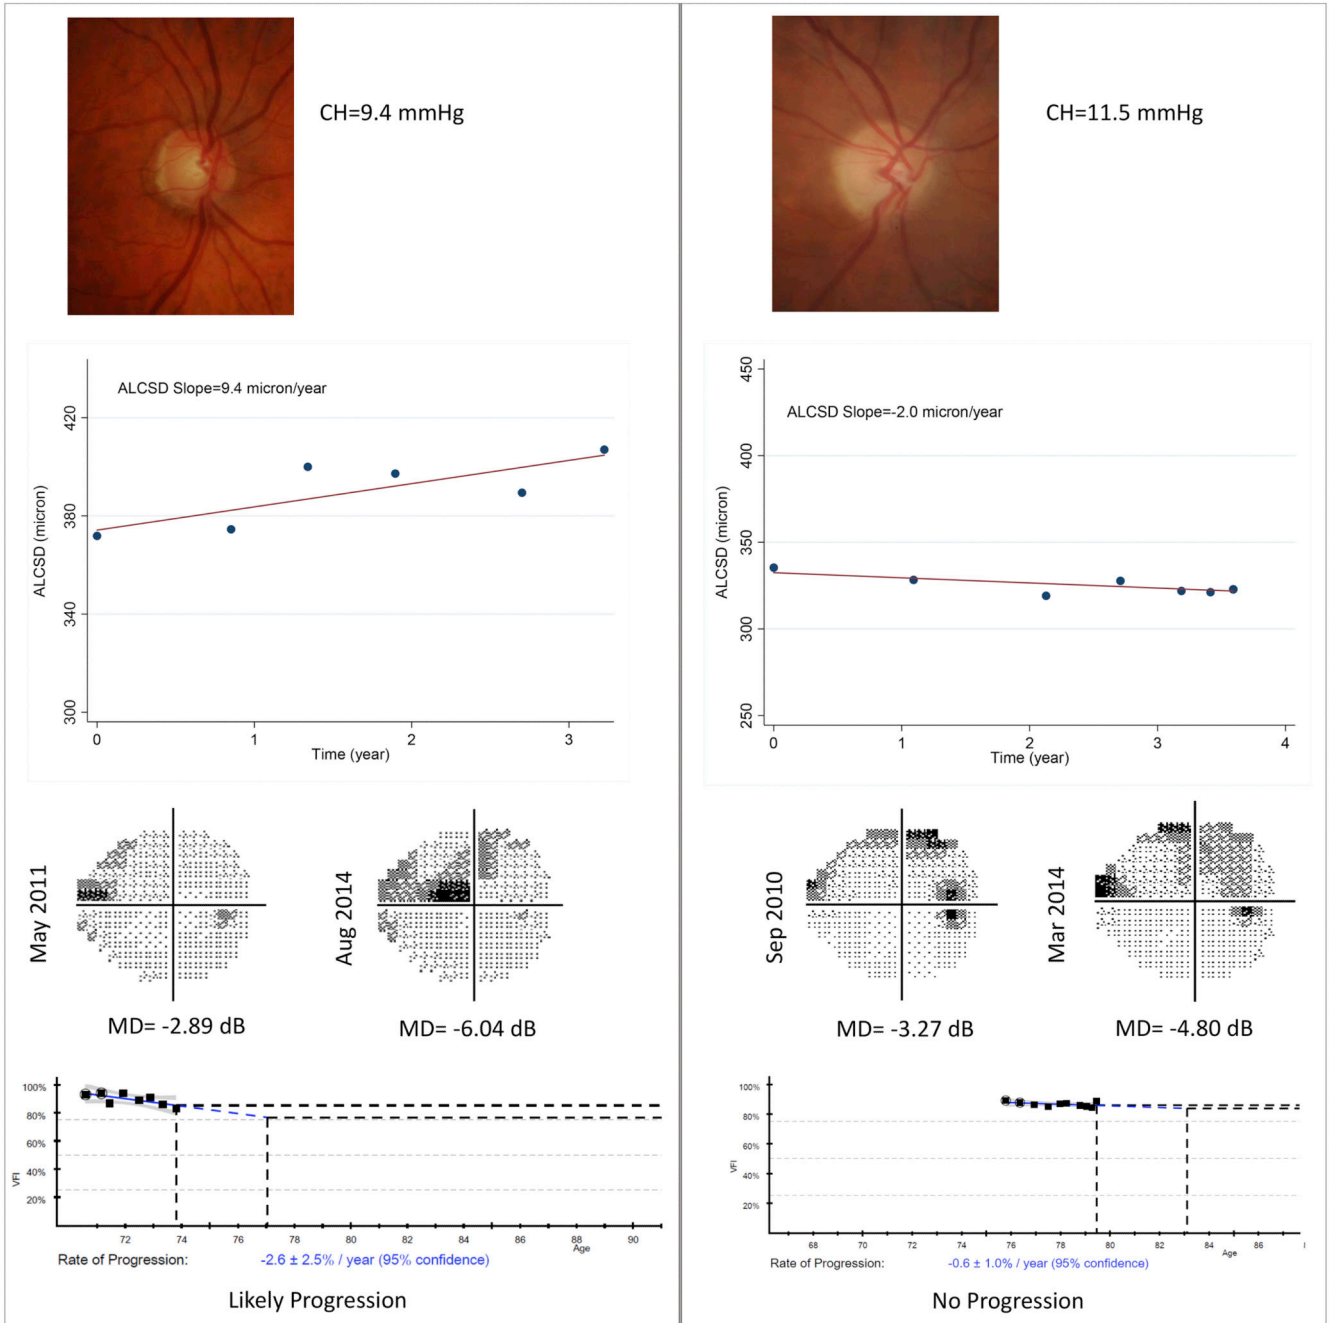 CH=9.4 mmHg
ALCSD Slope=9.4 micron/year
ALCSD (micron)
420
380
340
300
0 1 2 3
Time (year)
May 2011
Aug 2014
MD= -2.89 dB
MD= -6.04 dB
100%
80%
60%
40%
20%
VFI
72 74 76 78 80 82 84 86 88 90
Age
Rate of Progression: -2.6 ± 2.5% / year (95% confidence)
Likely Progression
CH=11.5 mmHg
ALCSD Slope=-2.0 micron/year
ALCSD (micron)
450
400
350
300
250
0 1 2 3 4
Time (year)
Sep 2010
Mar 2014
MD= -3.27 dB
MD= -4.80 dB
100%
80%
60%
40%
20%
VFI
68 70 72 74 76 78 80 82 84 86
Age
Rate of Progression: -0.6 ± 1.0% / year (95% confidence)
No Progression